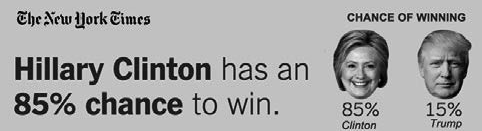 The New York Times
CHANCE OF WINNING
Hillary Clinton has an
85% chance to win.
85%
15%
Clinton
Trump